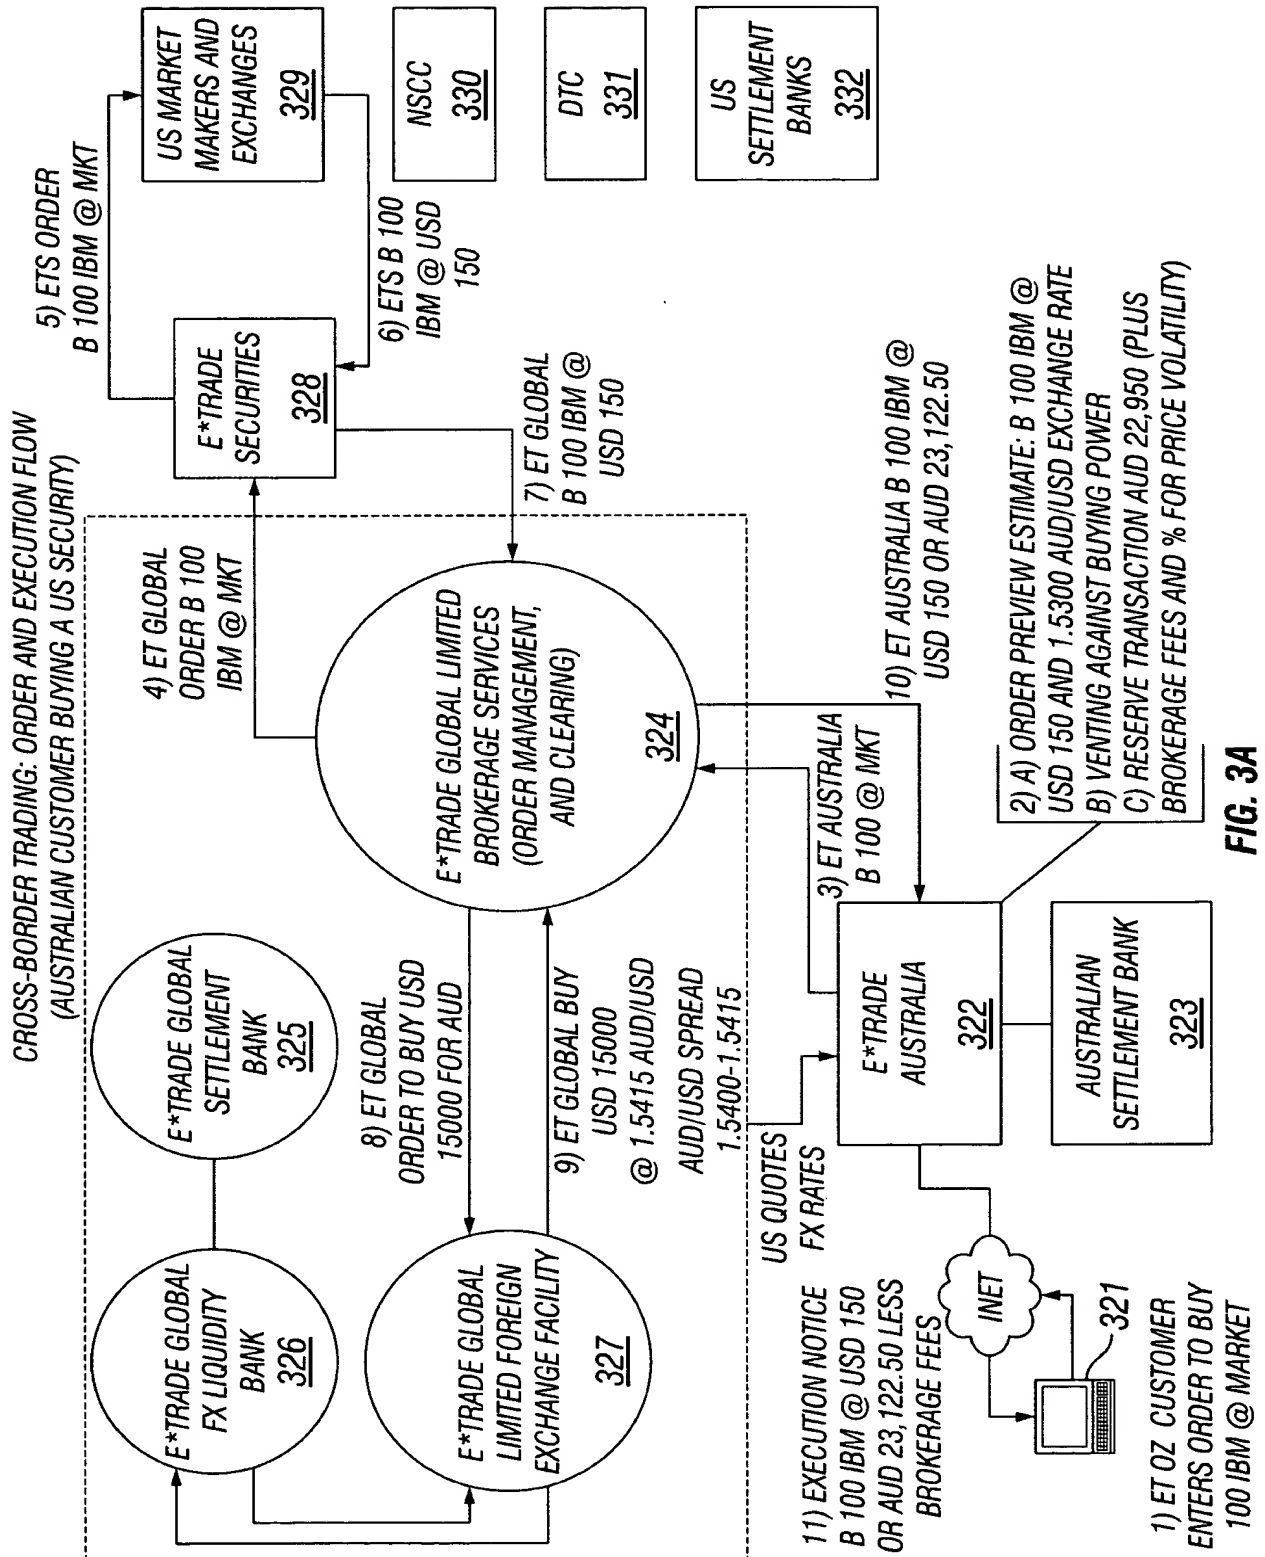 CROSS-BORDER TRADING: ORDER AND EXECUTION FLOW
(AUSTRALIAN CUSTOMER BUYING A US SECURITY)
E*TRADE GLOBAL
FX LIQUIDITY
BANK
326
E*TRADE GLOBAL
SETTLEMENT
BANK
325
4) ET GLOBAL
ORDER B 100
IBM @ MKT
5) ETS ORDER
B 100 IBM @ MKT
E*TRADE
SECURITIES
328
US MARKET
MAKERS AND
EXCHANGES
329
6) ETS B 100
IBM @ USD
150
NSCC
330
DTC
331
US
SETTLEMENT
BANKS
332
7) ET GLOBAL
B 100 IBM @
USD 150
E*TRADE GLOBAL LIMITED
BROKERAGE SERVICES
(ORDER MANAGEMENT,
AND CLEARING)
324
8) ET GLOBAL
ORDER TO BUY USD
15000 FOR AUD
E*TRADE GLOBAL
LIMITED FOREIGN
EXCHANGE FACILITY
327
9) ET GLOBAL BUY
USD 15000
@ 1.5415 AUD/USD
AUD/USD SPREAD
1.5400-1.5415
US QUOTES
FX RATES
3) ET AUSTRALIA
B 100 @ MKT
10) ET AUSTRALIA B 100 IBM @
USD 150 OR AUD 23,122.50
11) EXECUTION NOTICE
B 100 IBM @ USD 150
OR AUD 23,122.50 LESS
BROKERAGE FEES
INET
321
E*TRADE
AUSTRALIA
322
AUSTRALIAN
SETTLEMENT BANK
323
2) A) ORDER PREVIEW ESTIMATE: B 100 IBM @
USD 150 AND 1.5300 AUD/USD EXCHANGE RATE
B) VENTING AGAINST BUYING POWER
C) RESERVE TRANSACTION AUD 22,950 (PLUS
BROKERAGE FEES AND % FOR PRICE VOLATILITY)
1) ET OZ CUSTOMER
ENTERS ORDER TO BUY
100 IBM @ MARKET
FIG. 3A